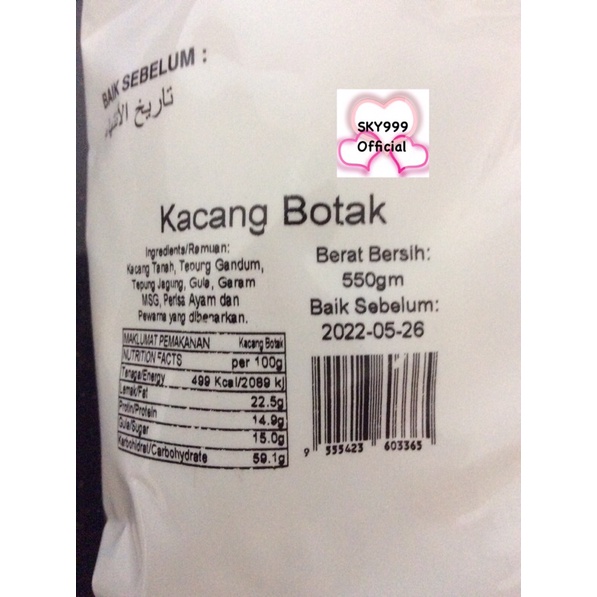 BAIK SEBELUM :
تاريخ الأنتهاء
SKY999
Official
Kacang Botak
Ingredients/Ramuan:
Kacang Tanah, Tepung Gandum,
Tepung Jagung, Gula, Garam
MSG, Perisa Ayam dan
Pewarna yang dibenarkan.
Berat Bersih:
550gm
Baik Sebelum:
2022-05-26
MAKLUMAT PEMAKANAN Kacang Botak
NUTRITION FACTS per 100g
Tenaga/Energy 499 Kcal/2089 kj
Lemak/Fat 22.5g
Protin/Protein 14.9g
Gula/Sugar 15.0g
Karbohidrat/Carbohydrate 59.1g
9 555423 603365